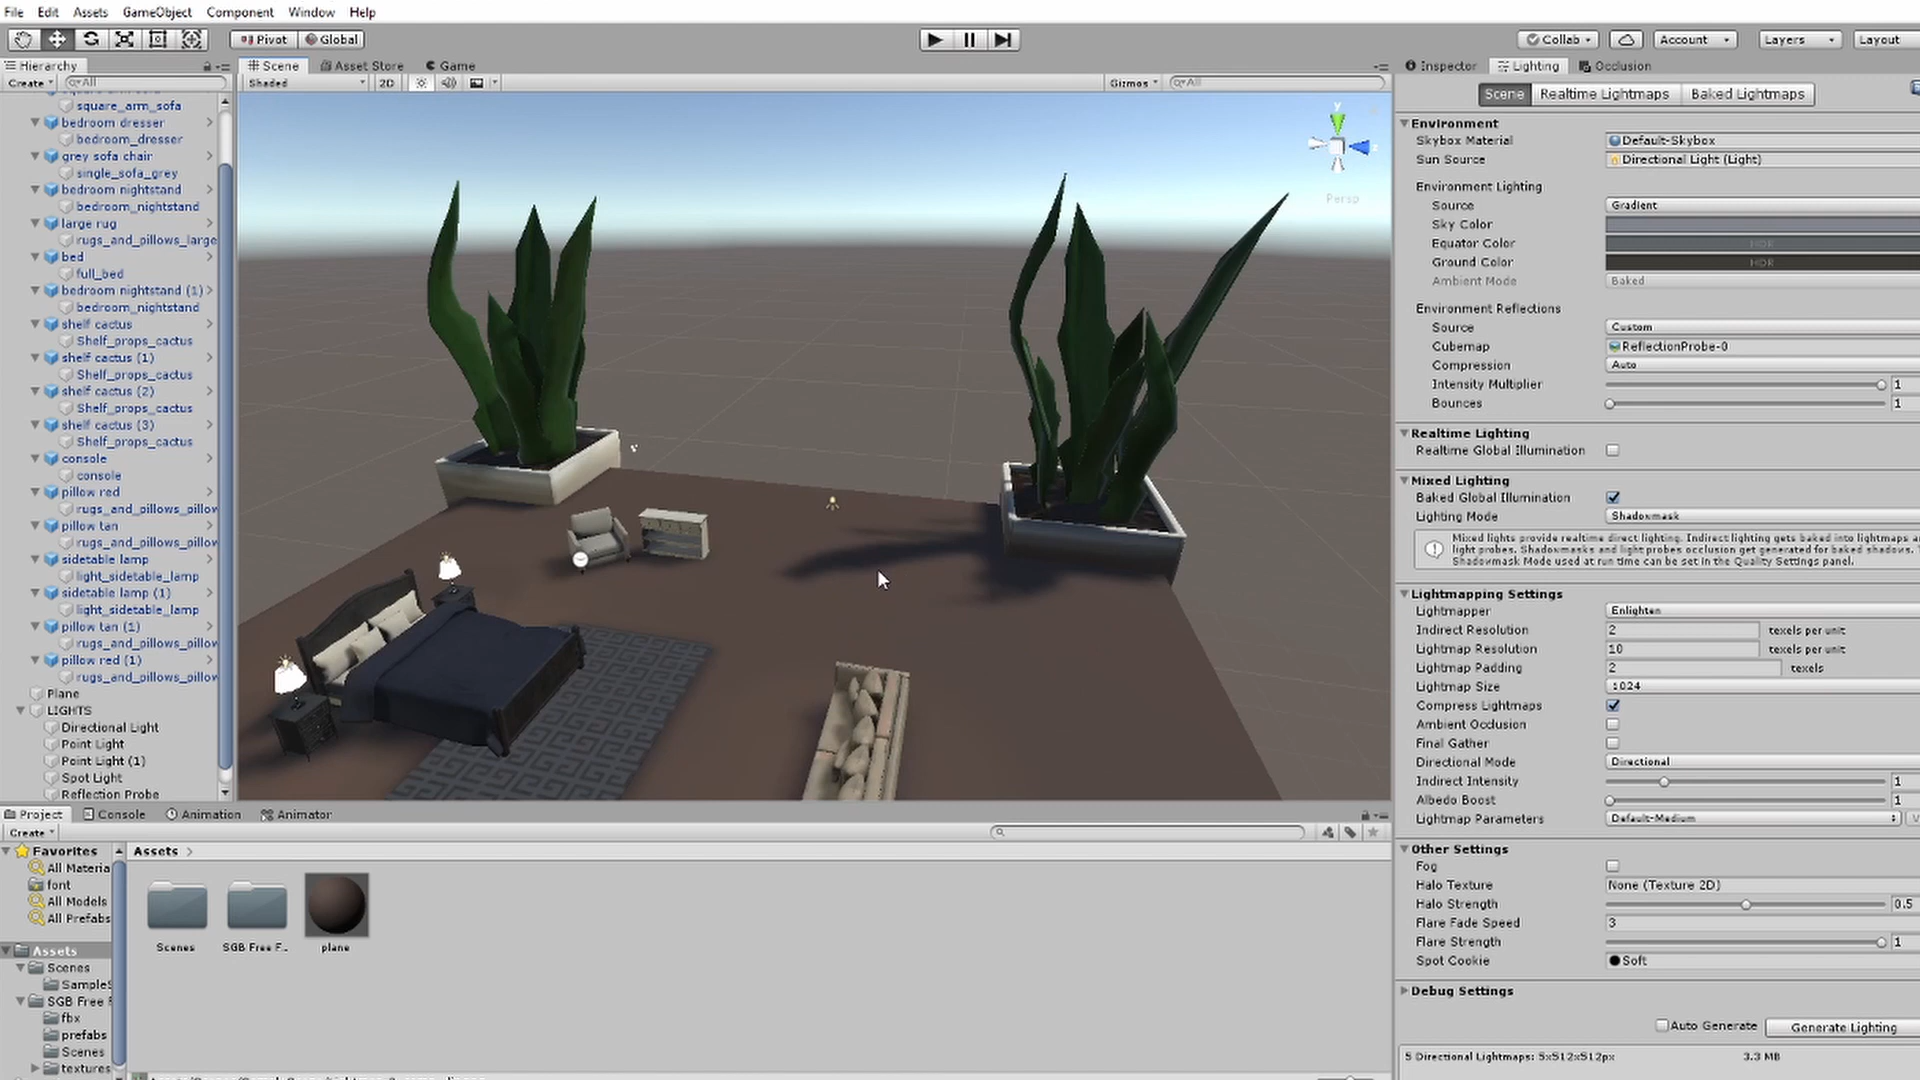 File Edit Assets GameObject Component Window Help
Pivot Global Collab Account Layers Layout
Hierarchy
Create All
square_arm_sofa
bedroom dresser
bedroom_dresser
grey sofa chair
single_sofa_grey
bedroom nightstand
bedroom_nightstand
large rug
rugs_and_pillows_large
bed
full_bed
bedroom nightstand (1)
bedroom_nightstand
shelf cactus
Shelf_props_cactus
shelf cactus (1)
Shelf_props_cactus
shelf cactus (2)
Shelf_props_cactus
shelf cactus (3)
Shelf_props_cactus
console
console
pillow red
rugs_and_pillows_pillow
pillow tan
rugs_and_pillows_pillow
sidetable lamp
light_sidetable_lamp
sidetable lamp (1)
light_sidetable_lamp
pillow tan (1)
rugs_and_pillows_pillow
pillow red (1)
rugs_and_pillows_pillow
Plane
LIGHTS
Directional Light
Point Light
Point Light (1)
Spot Light
Reflection Probe
Scene Asset Store Game
Shaded 2D Gizmos All
y
Persp
Inspector Lighting Occlusion
Scene Realtime Lightmaps Baked Lightmaps
Environment
Skybox Material Default-Skybox
Sun Source Directional Light (Light)
Environment Lighting
Source Gradient
Sky Color
Equator Color HDR
Ground Color HDR
Ambient Mode Baked
Environment Reflections
Source Custom
Cubemap ReflectionProbe-0
Compression Auto
Intensity Multiplier 1
Bounces 1
Realtime Lighting
Realtime Global Illumination
Mixed Lighting
Baked Global Illumination
Lighting Mode Shadowmask
Mixed lights provide realtime direct lighting. Indirect lighting gets baked into lightmaps a
light probes. Shadowmasks and light probes occlusion get generated for baked shadows.
Shadowmask Mode used at run time can be set in the Quality Settings panel.
Lightmapping Settings
Lightmapper Enlighten
Indirect Resolution 2 texels per unit
Lightmap Resolution 10 texels per unit
Lightmap Padding 2 texels
Lightmap Size 1024
Compress Lightmaps
Ambient Occlusion
Final Gather
Directional Mode Directional
Indirect Intensity 1
Albedo Boost 1
Lightmap Parameters Default-Medium
Other Settings
Fog
Halo Texture None (Texture 2D)
Halo Strength 0.5
Flare Fade Speed 3
Flare Strength 1
Spot Cookie Soft
Debug Settings
Auto Generate Generate Lighting
5 Directional Lightmaps: 5x512x512px 3.3 MB
Project Console Animation Animator
Create
Favorites
All Materia
font
All Models
All Prefabs
Assets
Scenes
SampleS
SGB Free F
fbx
prefabs
Scenes
textures
Assets
Scenes SGB Free F.. plane